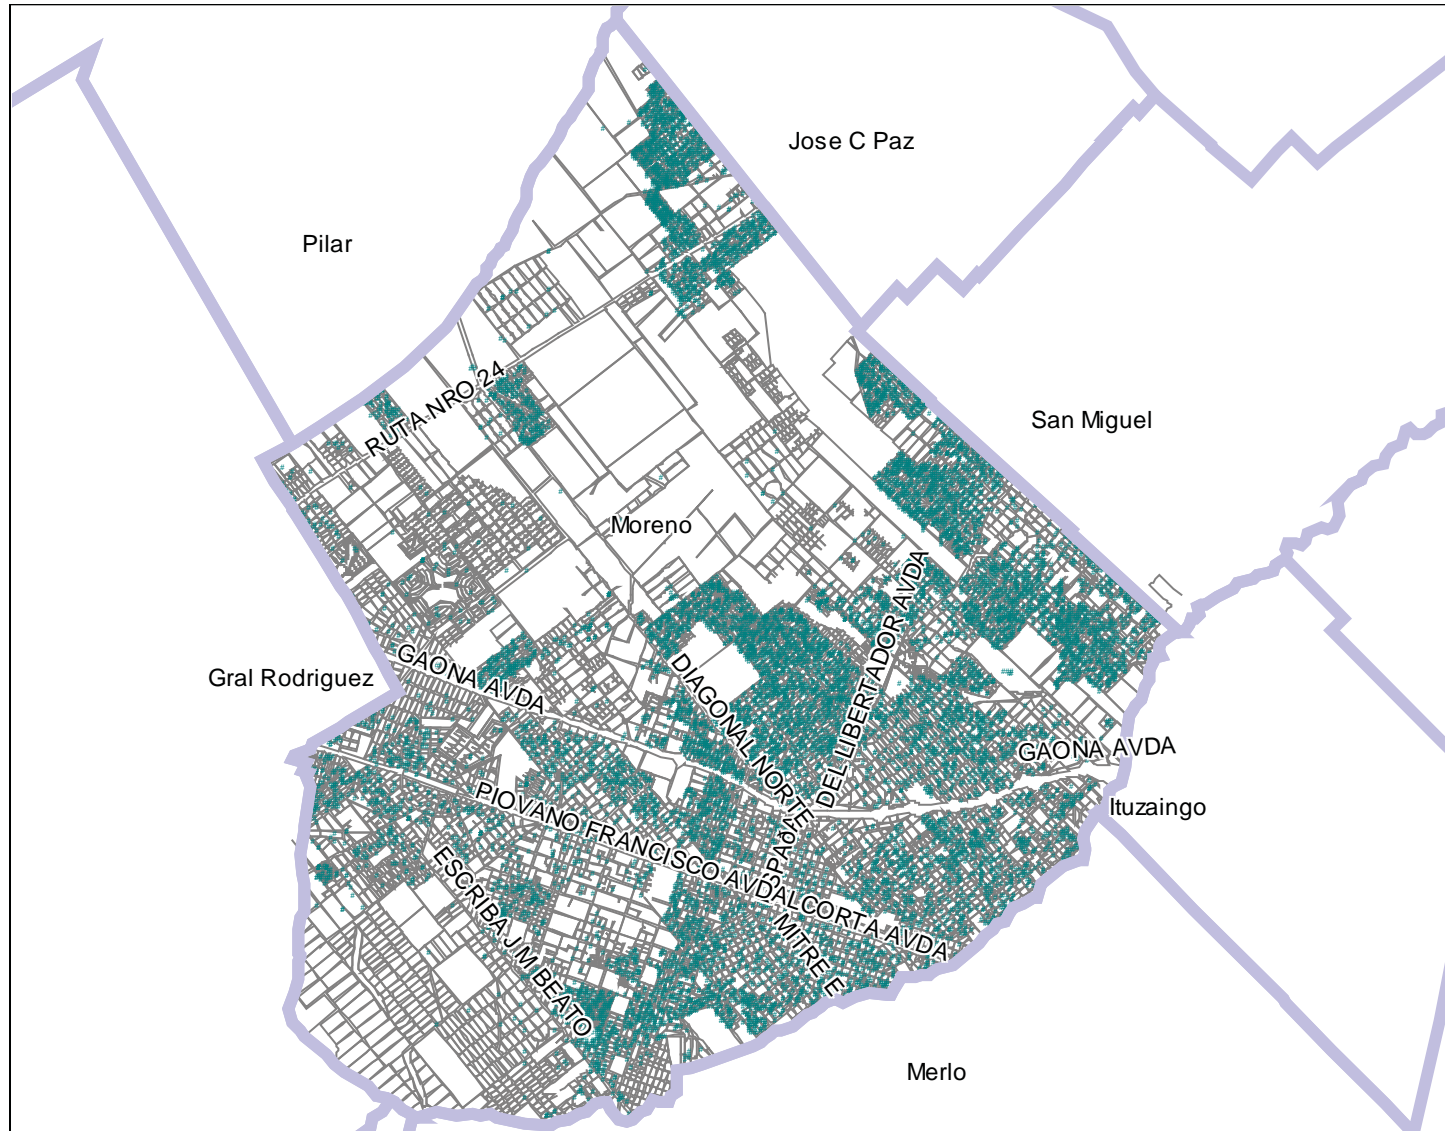 Jose C Paz
Pilar
RUTA NRO 24
San Miguel
Moreno
DEL LIBERTADOR AVDA
Gral Rodriguez
GAONA AVDA
DIAGONAL NORTE
GAONA AVDA
PIOVANO FRANCISCO AVDA
Ituzaingo
ESCRIBA JM BEATO
ALCORTA AVDA
MITRE E
Merlo